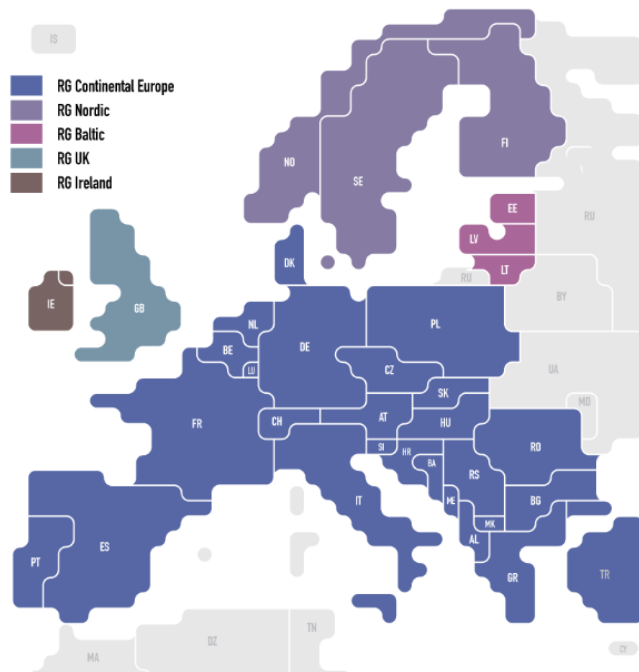 IS
RG Continental Europe
RG Nordic
RG Baltic
RG UK
RG Ireland
NO
SE
FI
RU
EE
LV
LT
RU
BY
DK
IE
GB
NL
BE
LU
DE
PL
CZ
UA
SK
MD
FR
CH
AT
HU
RO
SI
HR
BA
RS
IT
ME
BG
MK
AL
PT
ES
GR
TR
TN
DZ
MA
CY